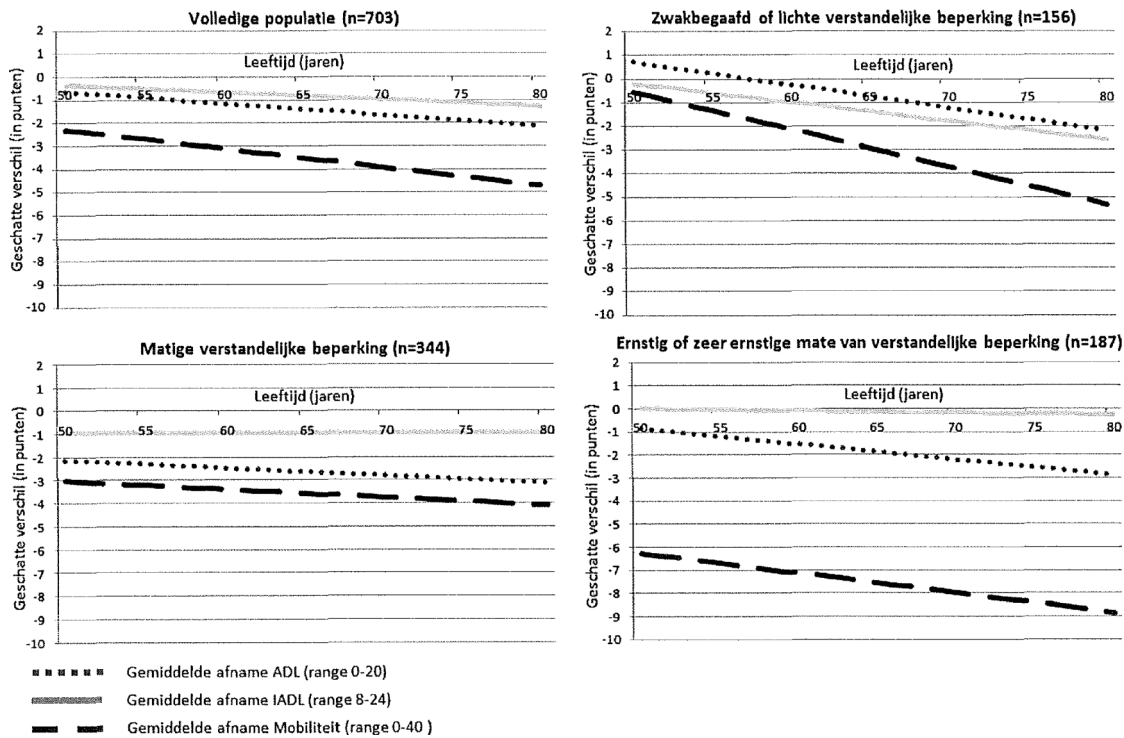 Volledige populatie (n=703)
Geschatte verschil (in punten)
2
1
0
-1
-2
-3
-4
-5
-6
-7
-8
-9
-10
Leeftijd (jaren)
50 55 60 65 70 75 80
Zwakbegaafd of lichte verstandelijke beperking (n=156)
Geschatte verschil (in punten)
2
1
0
-1
-2
-3
-4
-5
-6
-7
-8
-9
-10
Leeftijd (jaren)
50 55 60 65 70 75 80
Matige verstandelijke beperking (n=344)
Geschatte verschil (in punten)
2
1
0
-1
-2
-3
-4
-5
-6
-7
-8
-9
-10
Leeftijd (jaren)
50 55 60 65 70 75 80
Ernstig of zeer ernstige mate van verstandelijke beperking (n=187)
Geschatte verschil (in punten)
2
1
0
-1
-2
-3
-4
-5
-6
-7
-8
-9
-10
Leeftijd (jaren)
50 55 60 65 70 75 80
Gemiddelde afname ADL (range 0-20)
Gemiddelde afname IADL (range 8-24)
Gemiddelde afname Mobiliteit (range 0-40 )